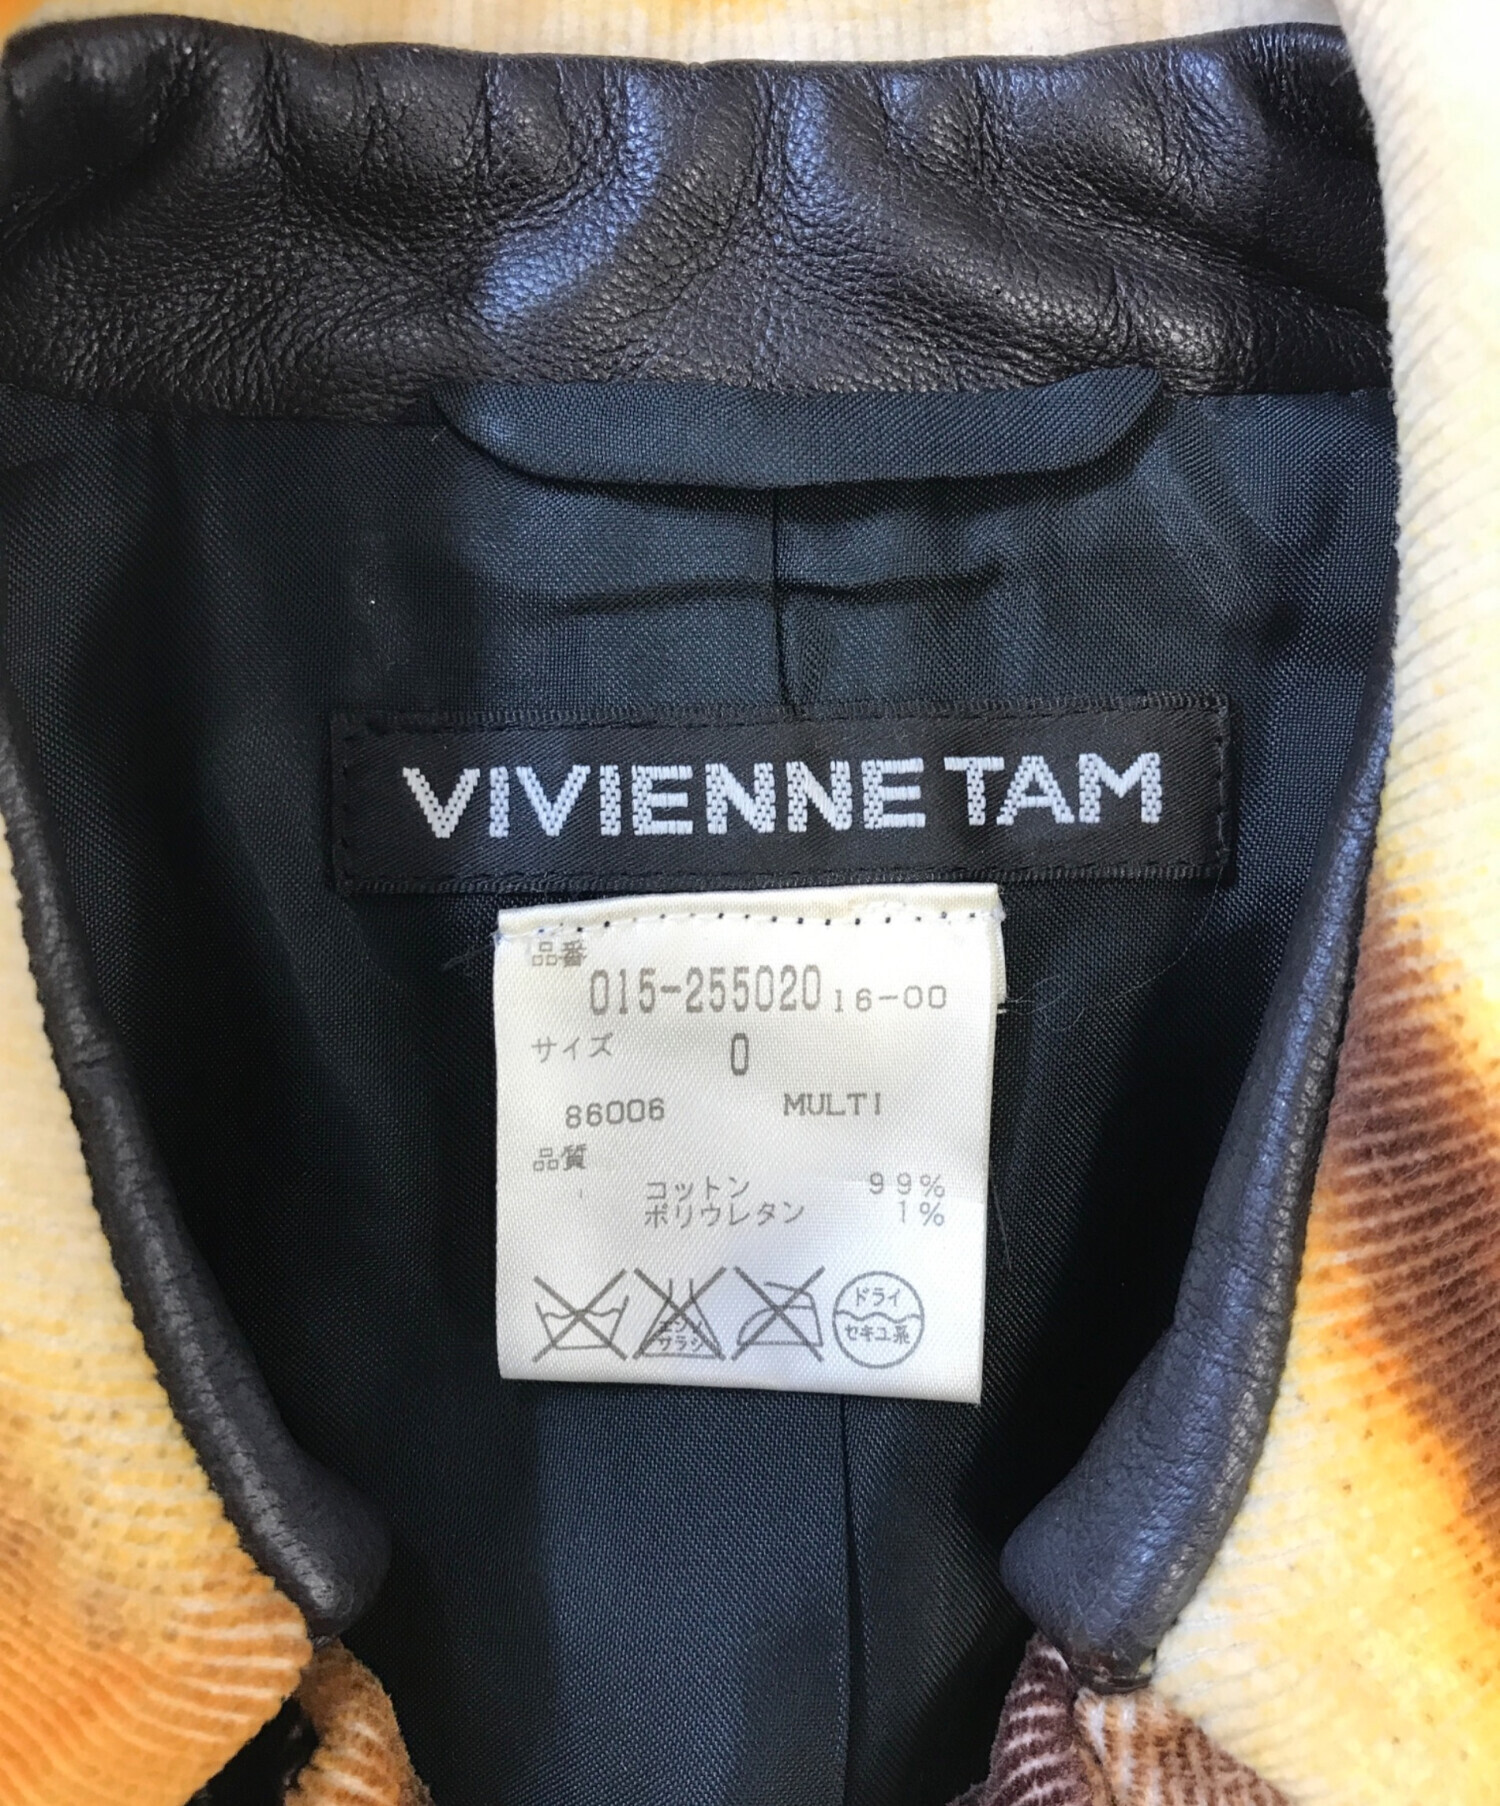 VIVIENNE TAM
品番
015-255020 16-00
サイズ 0
86006 MULTI
品質
コットン 99%
ポリウレタン 1%
エンソ
サラシ
ドライ
セキユ系